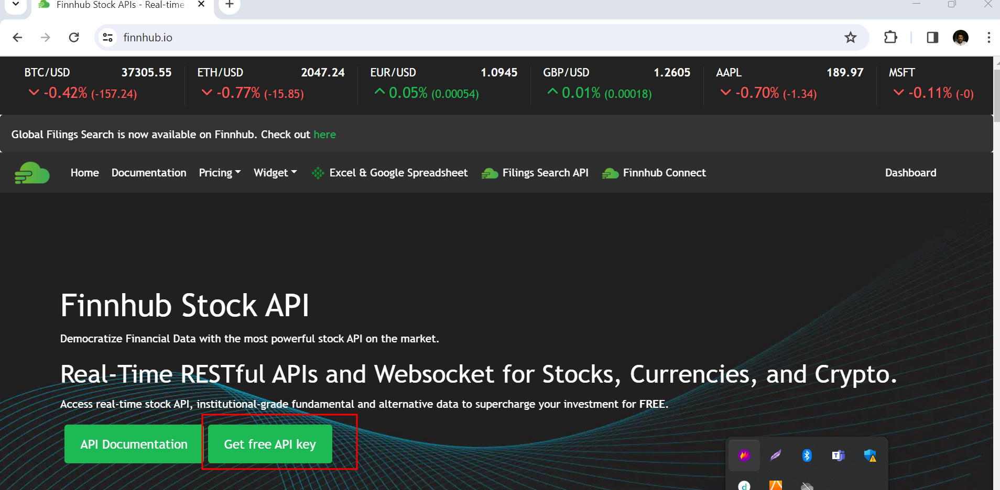 Finnhub Stock APIs - Real-time
finnhub.io
BTC/USD 37305.55 ETH/USD 2047.24 EUR/USD 1.0945 GBP/USD 1.2605 AAPL 189.97 MSFT
-0.42% (-157.24) -0.77% (-15.85) 0.05% (0.00054) 0.01% (0.00018) -0.70% (-1.34) -0.11% (-0)
Global Filings Search is now available on Finnhub. Check out here
Home Documentation Pricing Widget Excel & Google Spreadsheet Filings Search API Finnhub Connect Dashboard
Finnhub Stock API
Democratize Financial Data with the most powerful stock API on the market.
Real-Time RESTful APIs and Websocket for Stocks, Currencies, and Crypto.
Access real-time stock API, institutional-grade fundamental and alternative data to supercharge your investment for FREE.
API Documentation Get free API key
T
d